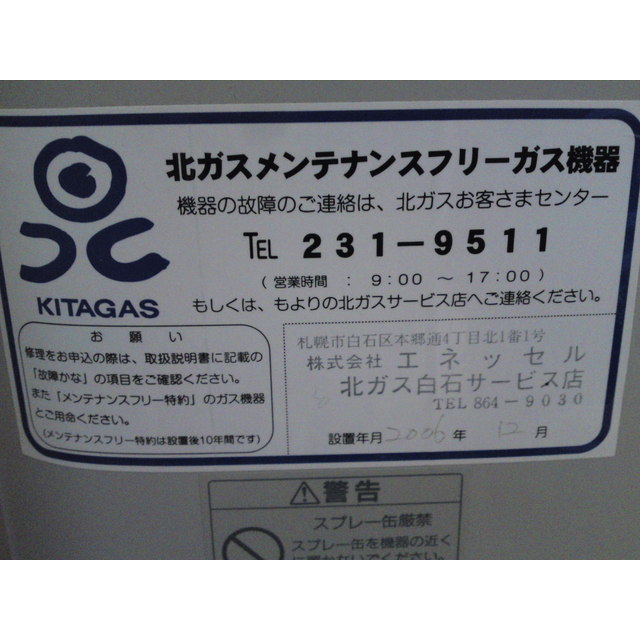 北ガスメンテナンスフリーガス機器
機器の故障のご連絡は、北ガスお客さまセンター
TEL 231-9511
( 営業時間 : 9:00 ～ 17:00 )
もしくは、もよりの北ガスサービス店へご連絡ください。
KITAGAS
お願い
修理をお申込の際は、取扱説明書に記載の
「故障かな」の項目をご確認ください。
また「メンテナンスフリー特約」のガス機器
とご用命ください。
(メンテナンスフリー特約は設置後10年間です)
札幌市白石区本郷通4丁目北1番1号
株式会社 エネッセル
北ガス白石サービス店
TEL 864-9030
設置年月 2006 年 12 月
⚠警告
スプレー缶厳禁
スプレー缶を機器の近く
に置かないでください。